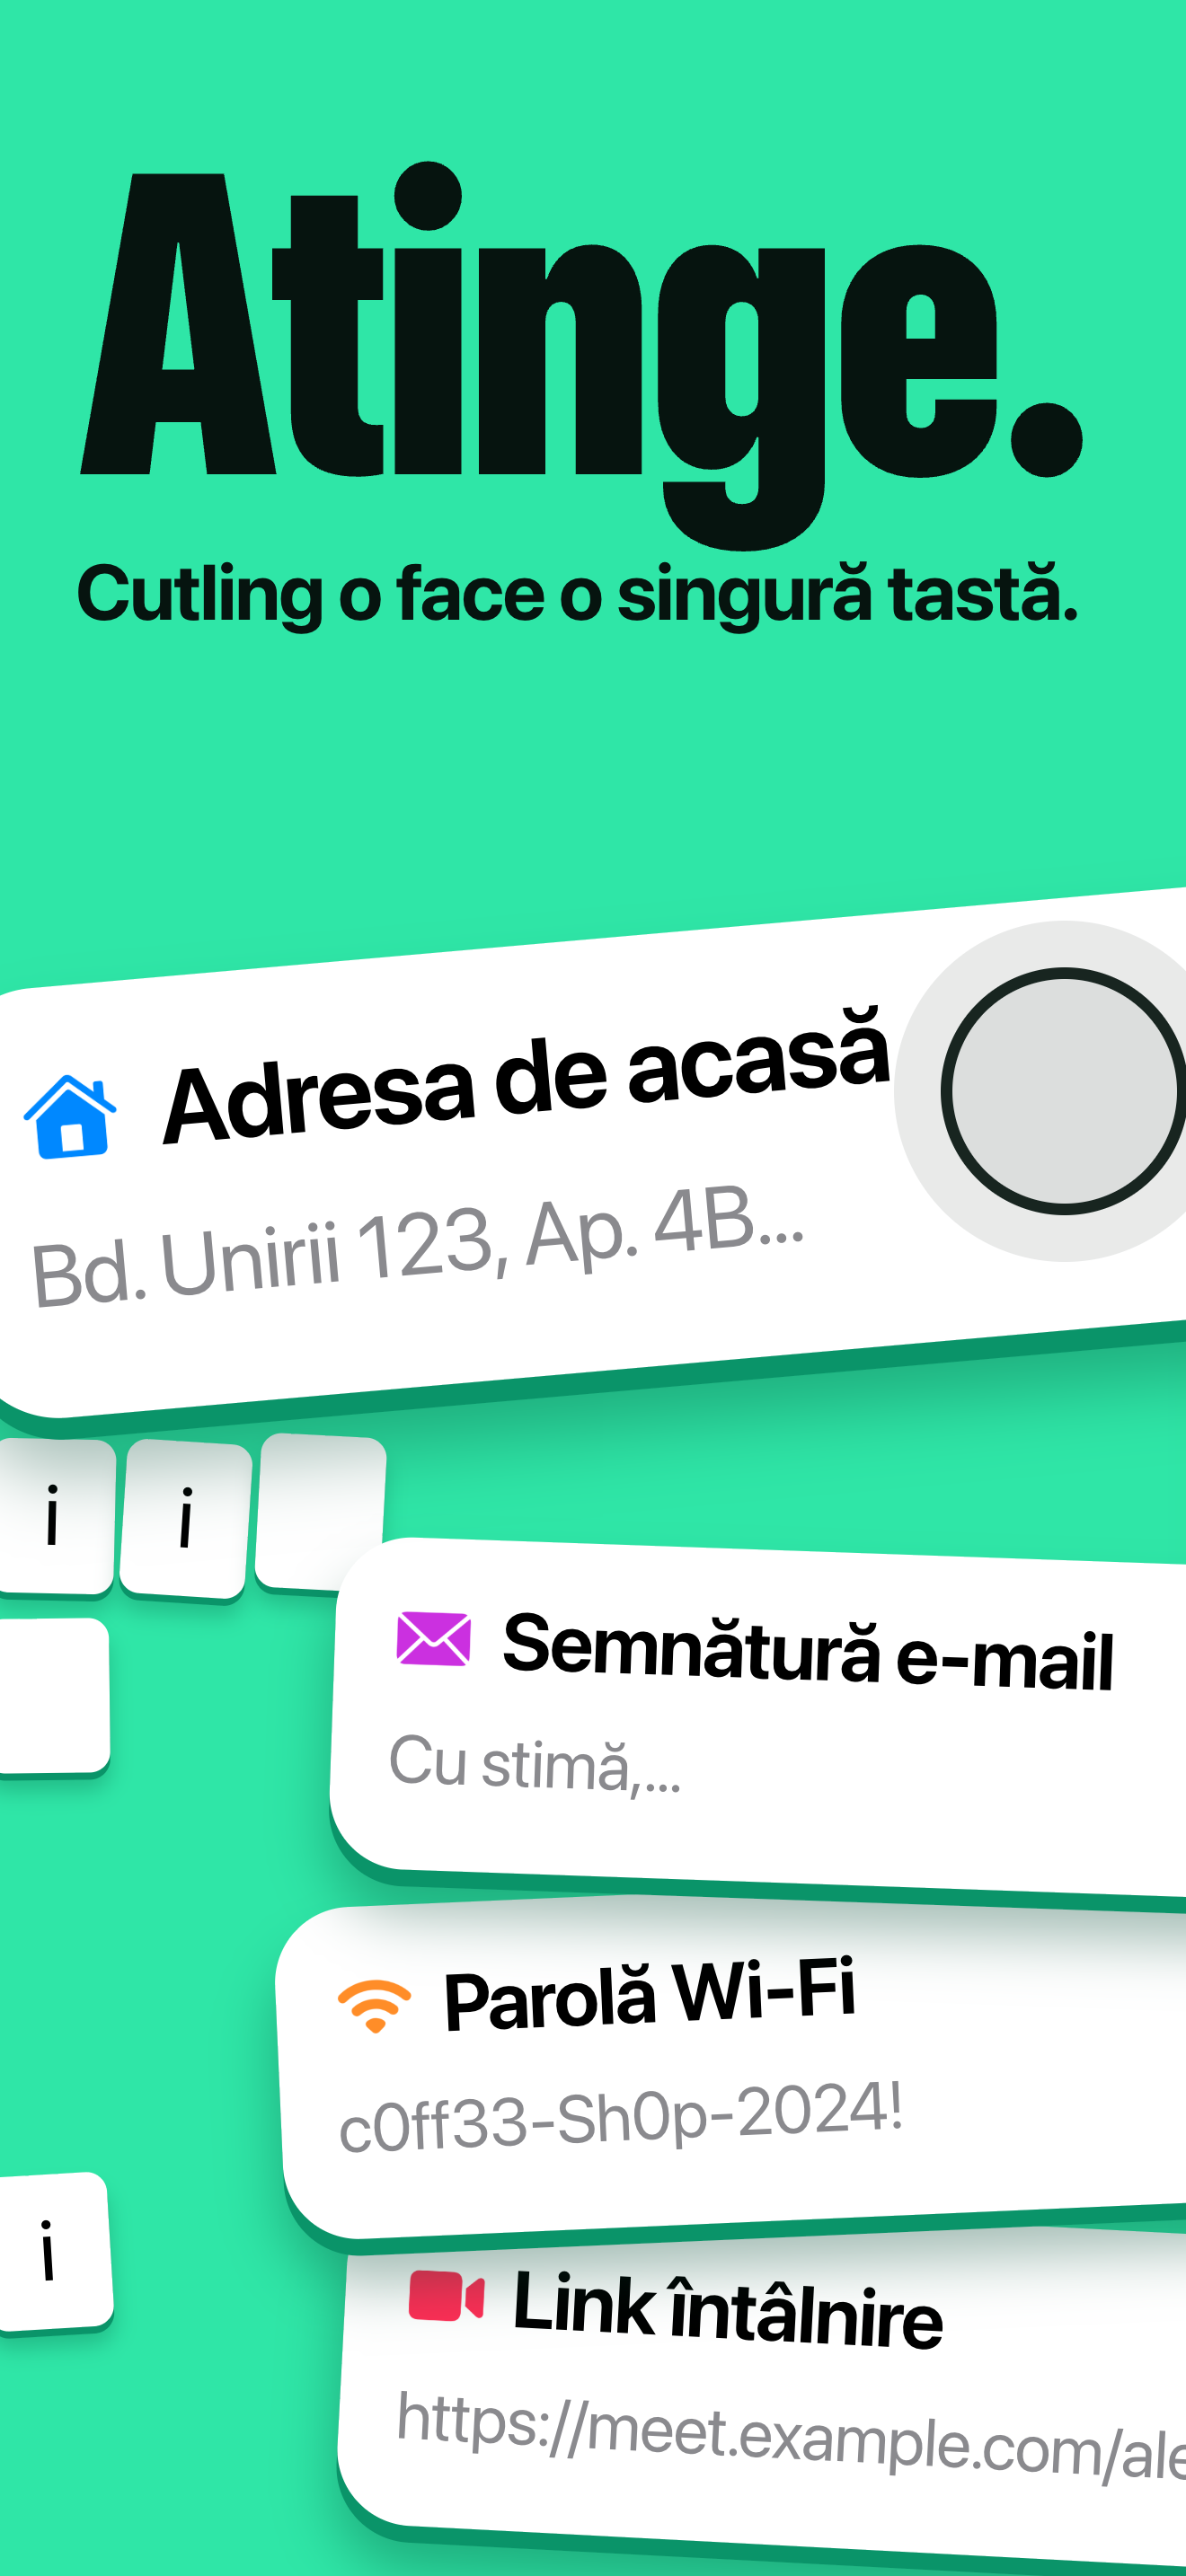 Atinge.
Cutling o face o singură tastă.
Adresa de acasă
Bd. Unirii 123, Ap. 4B...
i
i
Semnătură e-mail
Cu stimă,...
Parolă Wi-Fi
c0ff33-Sh0p-2024!
i
Link întâlnire
https://meet.example.com/ale